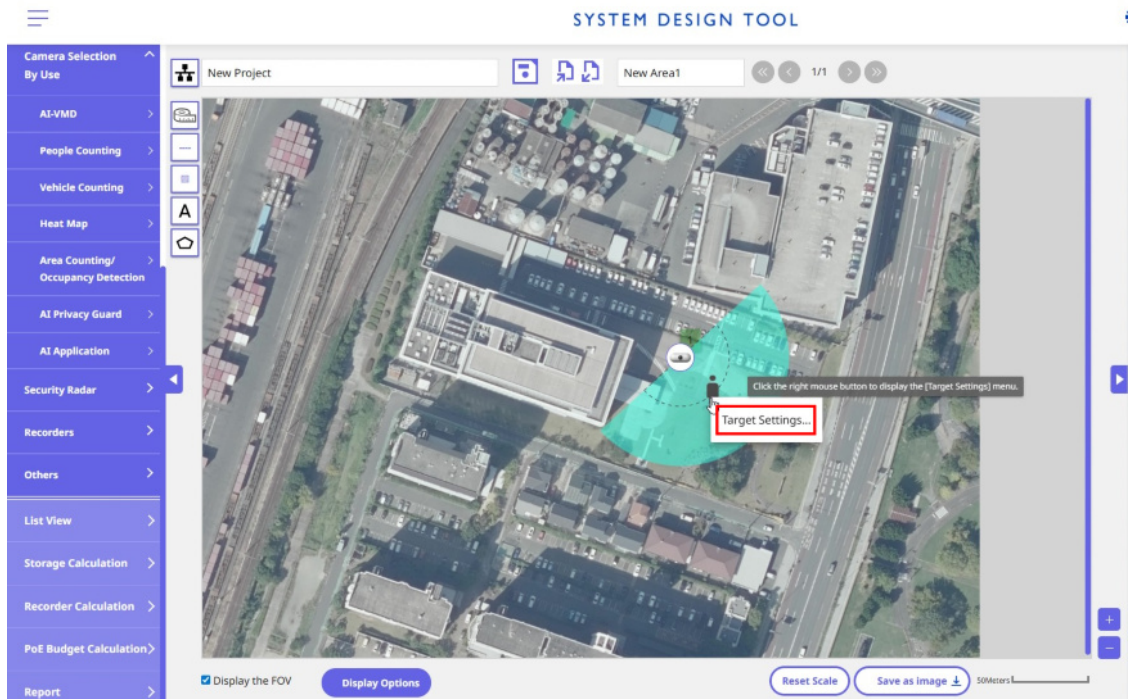 SYSTEM DESIGN TOOL
Camera Selection
By Use
AI-VMD
People Counting
Vehicle Counting
Heat Map
Area Counting/
Occupancy Detection
AI Privacy Guard
AI Application
Security Radar
Recorders
Others
List View
Storage Calculation
Recorder Calculation
PoE Budget Calculation
Report
New Project
New Area1
1/1
A
Click the right mouse button to display the [Target Settings] menu.
Target Settings...
Display the FOV
Display Options
Reset Scale
Save as image
50Meters